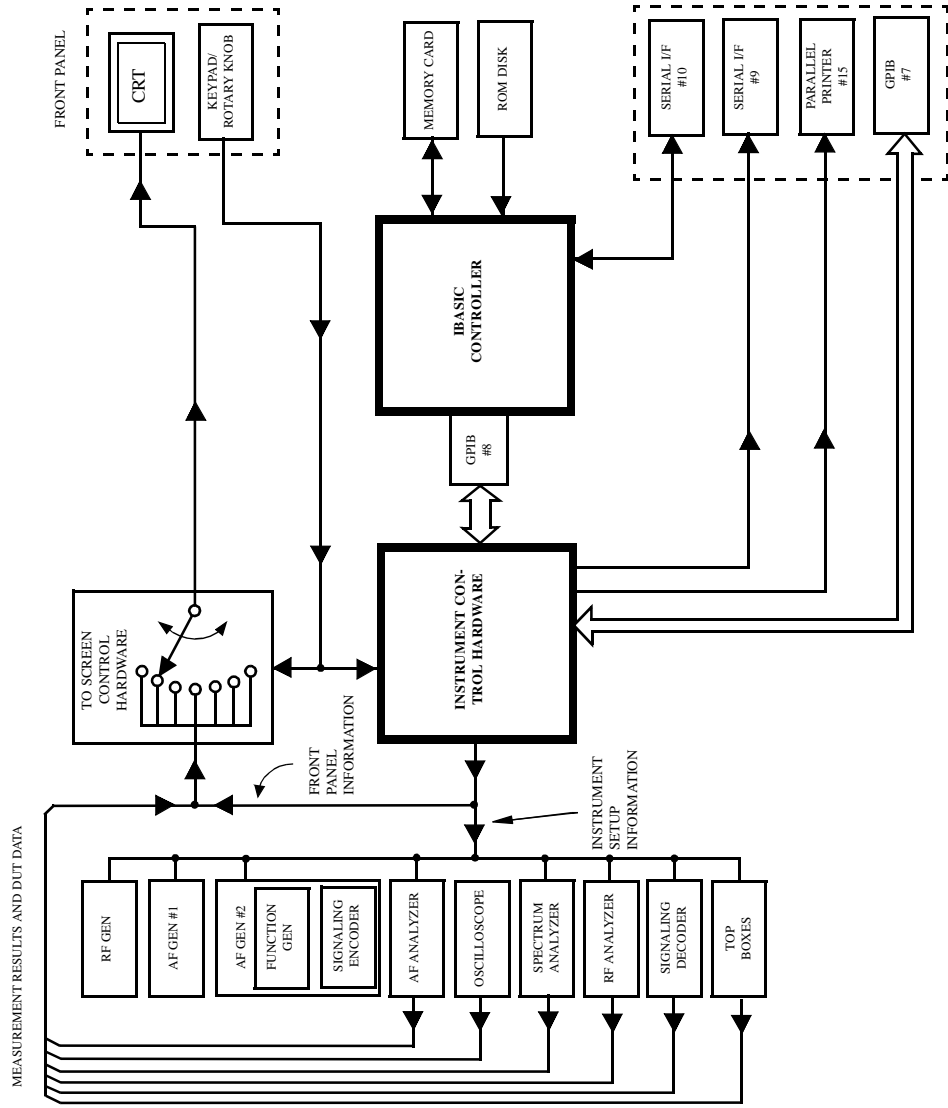 MEASUREMENT RESULTS AND DUT DATA
RF GEN
AF GEN #1
AF GEN #2
FUNCTION
GEN
SIGNALING
ENCODER
AF ANALYZER
OSCILLOSCOPE
SPECTRUM
ANALYZER
RF ANALYZER
SIGNALING
DECODER
TOP
BOXES
FRONT
PANEL
INFORMATION
INSTRUMENT
SETUP
INFORMATION
TO SCREEN
CONTROL
HARDWARE
INSTRUMENT CON-
TROL HARDWARE
GPIB
#8
IBASIC
CONTROLLER
MEMORY CARD
ROM DISK
FRONT PANEL
CRT
KEYPAD/
ROTARY KNOB
SERIAL I/F
#10
SERIAL I/F
#9
PARALLEL
PRINTER
#15
GPIB
#7